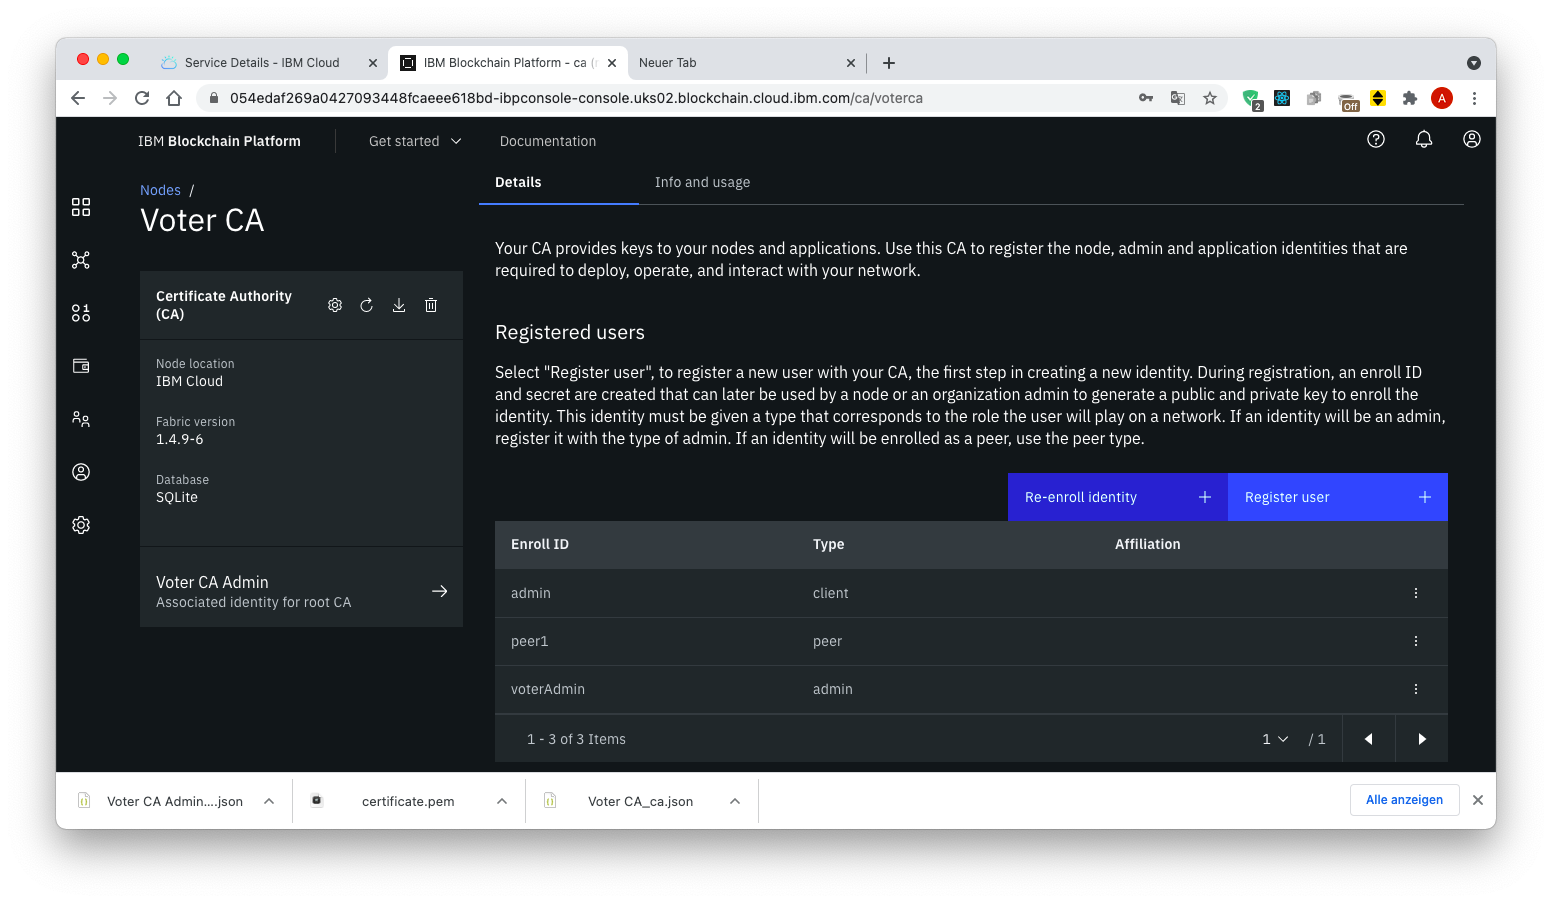 Service Details - IBM Cloud
IBM Blockchain Platform - ca (
Neuer Tab
054edaf269a0427093448fcaeee618bd-ibpconsole-console.uks02.blockchain.cloud.ibm.com/ca/voterca
2
Off
A
IBM Blockchain Platform
Get started
Documentation
Nodes /
Voter CA
Certificate Authority
(CA)
Node location
IBM Cloud
Fabric version
1.4.9-6
Database
SQLite
Voter CA Admin
Associated identity for root CA
Details
Info and usage
Your CA provides keys to your nodes and applications. Use this CA to register the node, admin and application identities that are
required to deploy, operate, and interact with your network.
Registered users
Select "Register user", to register a new user with your CA, the first step in creating a new identity. During registration, an enroll ID
and secret are created that can later be used by a node or an organization admin to generate a public and private key to enroll the
identity. This identity must be given a type that corresponds to the role the user will play on a network. If an identity will be an admin,
register it with the type of admin. If an identity will be enrolled as a peer, use the peer type.
Re-enroll identity
Register user
Enroll ID Type Affiliation
admin client
peer1 peer
voterAdmin admin
1 - 3 of 3 Items
1 / 1
Voter CA Admin....json
certificate.pem
Voter CA_ca.json
Alle anzeigen